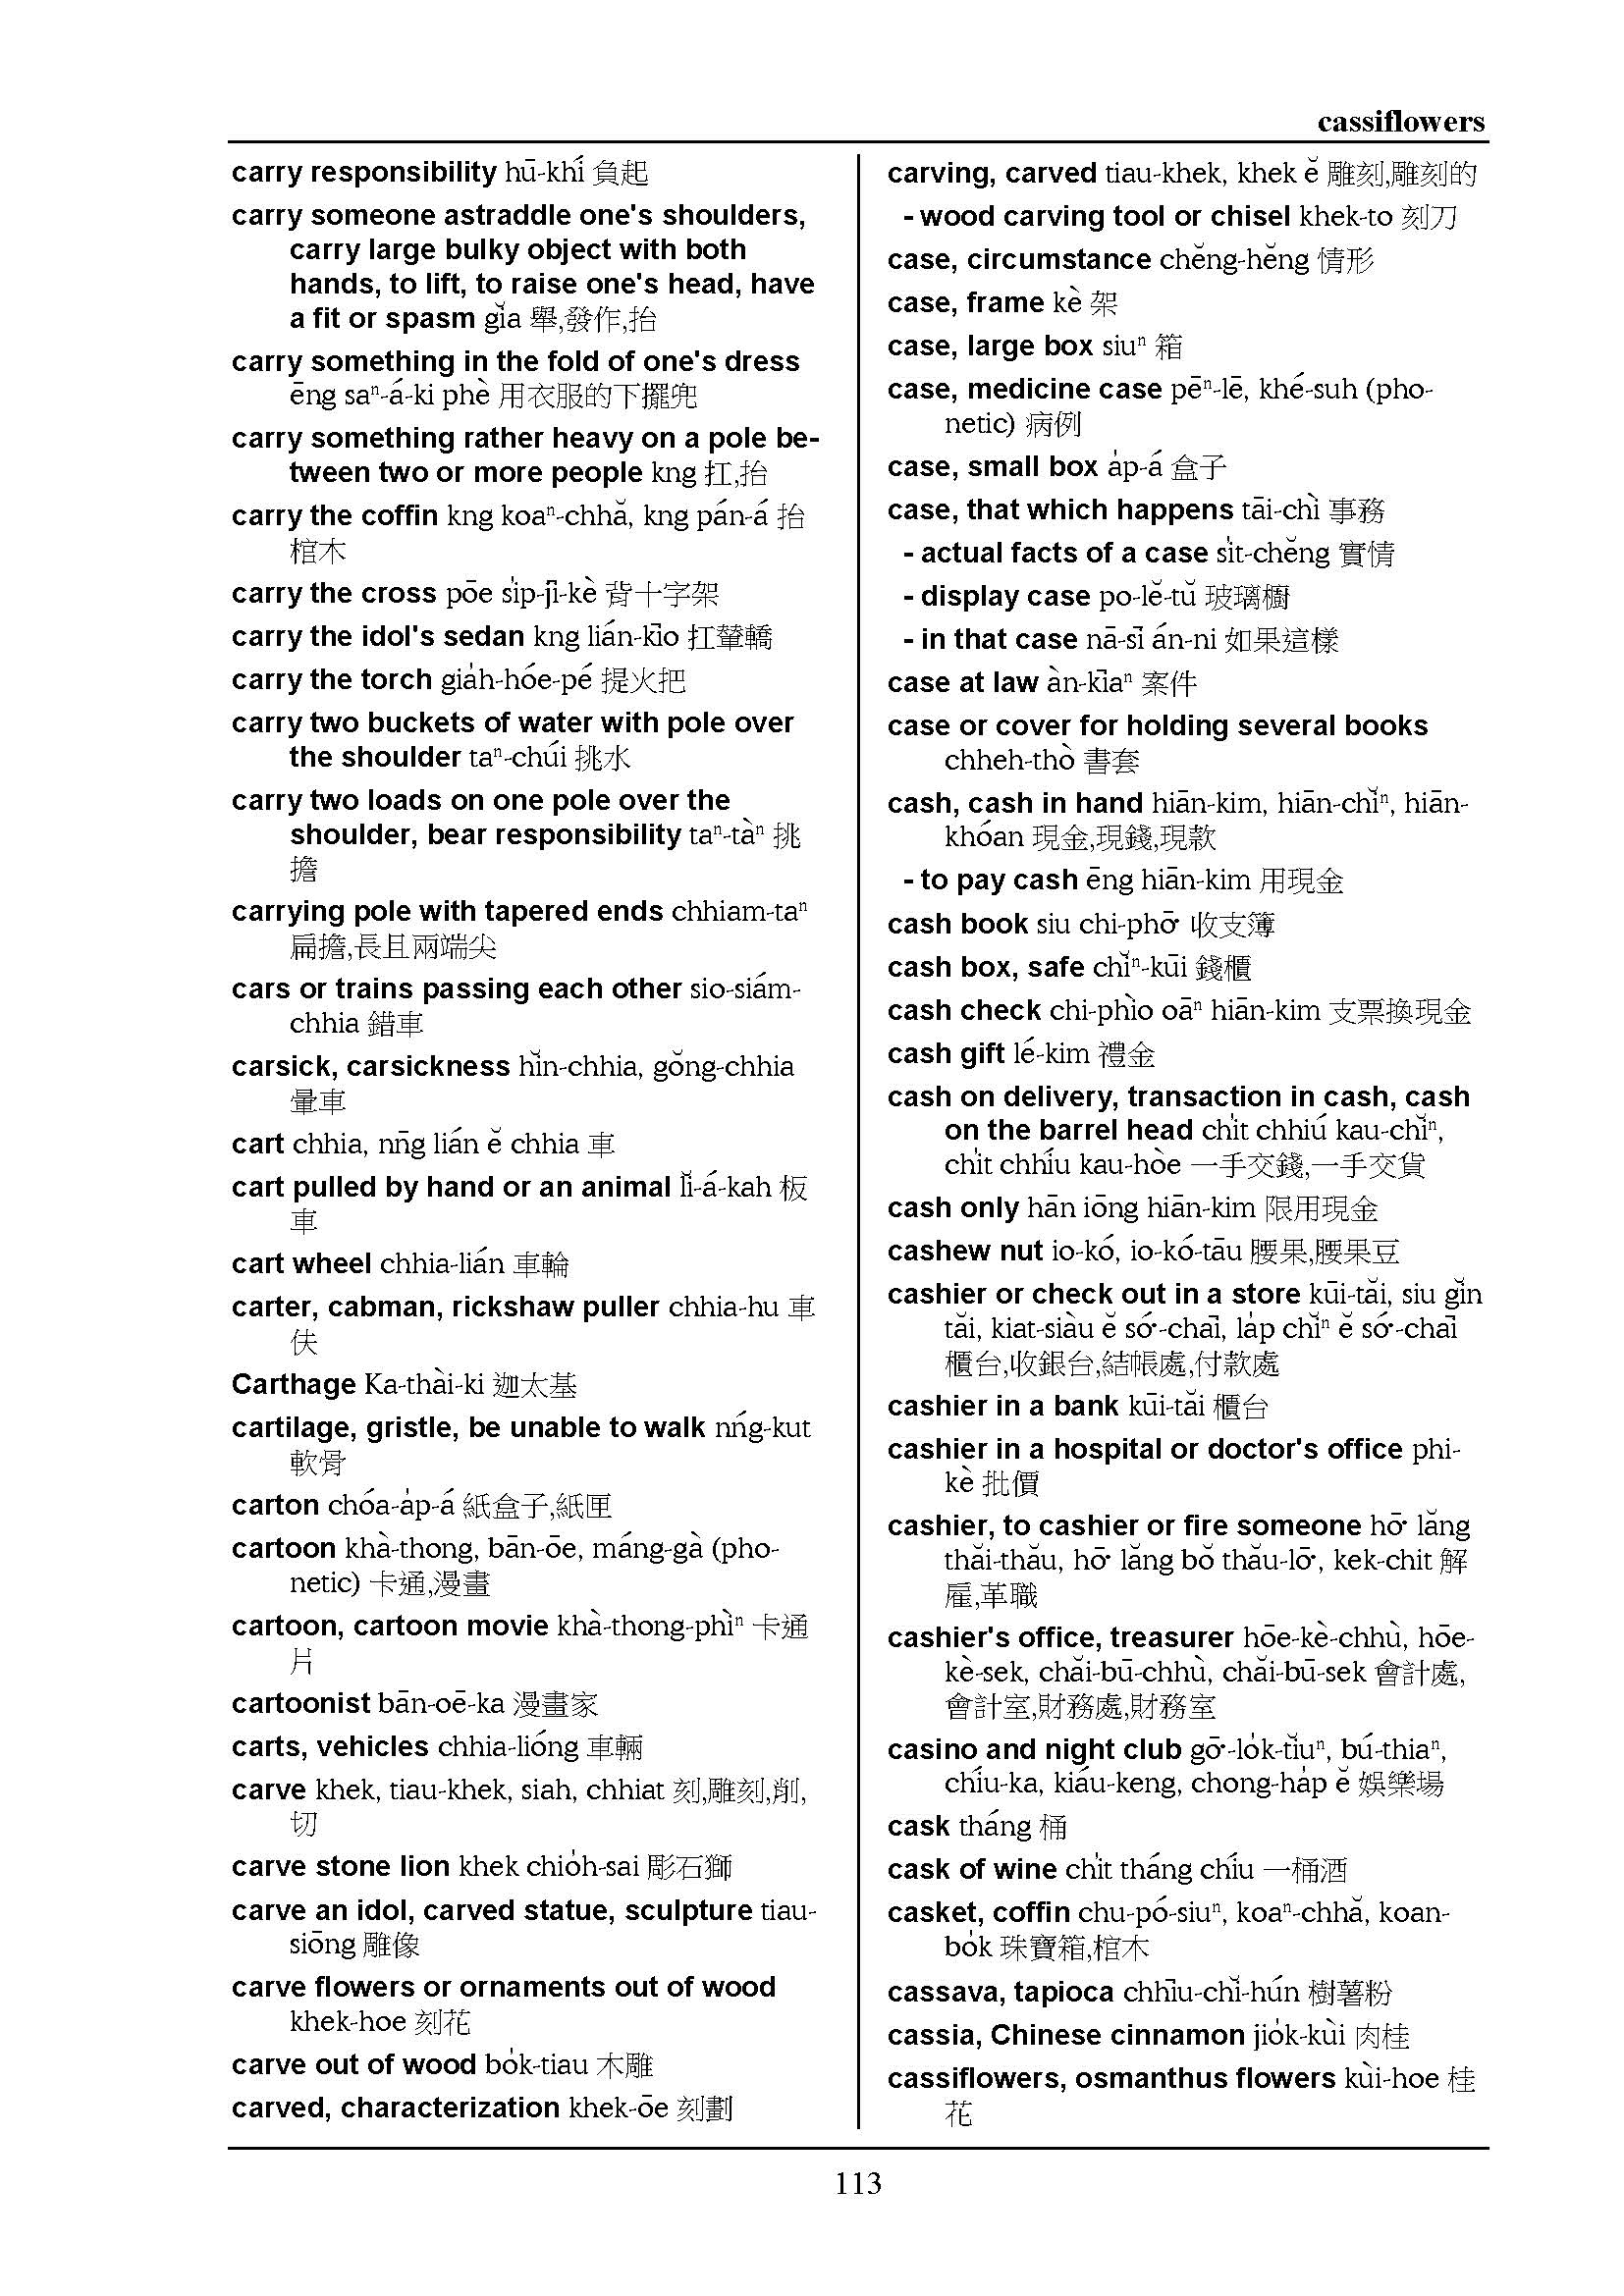 cassiflowers
carry responsibility hū-khí 負起
carry someone astraddle one's shoulders,
carry large bulky object with both
hands, to lift, to raise one's head, have
a fit or spasm gı̆a 舉,發作,抬
carry something in the fold of one's dress
ēng saⁿ-á-ki phè 用衣服的下擺兜
carry something rather heavy on a pole be-
tween two or more people kng 扛,抬
carry the coffin kng koaⁿ-chhă, kng pán-á 抬
棺木
carry the cross pōe si̍p-jī-kè 背十字架
carry the idol's sedan kng lián-kīo 扛輦轎
carry the torch gia̍h-hóe-pé 提火把
carry two buckets of water with pole over
the shoulder taⁿ-chúi 挑水
carry two loads on one pole over the
shoulder, bear responsibility taⁿ-tàⁿ 挑
擔
carrying pole with tapered ends chhiam-taⁿ
扁擔,長且兩端尖
cars or trains passing each other sio-siám-
chhia 錯車
carsick, carsickness hı̆n-chhia, gŏng-chhia
暈車
cart chhia, nn̄g lián ĕ chhia 車
cart pulled by hand or an animal lı̆-á-kah 板
車
cart wheel chhia-lián 車輪
carter, cabman, rickshaw puller chhia-hu 車
伕
Carthage Ka-thài-ki 迦太基
cartilage, gristle, be unable to walk nńg-kut
軟骨
carton chóa-a̍p-á 紙盒子,紙匣
cartoon khà-thong, bān-ōe, máng-gà (pho-
netic) 卡通,漫畫
cartoon, cartoon movie khà-thong-phìⁿ 卡通
片
cartoonist bān-oē-ka 漫畫家
carts, vehicles chhia-lióng 車輛
carve khek, tiau-khek, siah, chhiat 刻,雕刻,削,
切
carve stone lion khek chio̍h-sai 彫石獅
carve an idol, carved statue, sculpture tiau-
siōng 雕像
carve flowers or ornaments out of wood
khek-hoe 刻花
carve out of wood bo̍k-tiau 木雕
carved, characterization khek-ōe 刻劃
carving, carved tiau-khek, khek ĕ 雕刻,雕刻的
- wood carving tool or chisel khek-to 刻刀
case, circumstance chĕng-hĕng 情形
case, frame kè 架
case, large box siuⁿ 箱
case, medicine case pēⁿ-lē, khé-suh (pho-
netic) 病例
case, small box a̍p-á 盒子
case, that which happens tāi-chì 事務
- actual facts of a case si̍t-chĕng 實情
- display case po-lĕ-tŭ 玻璃櫥
- in that case nā-sī án-ni 如果這樣
case at law àn-kīaⁿ 案件
case or cover for holding several books
chheh-thò 書套
cash, cash in hand hiān-kim, hiān-chı̆ⁿ, hiān-
khóan 現金,現錢,現款
- to pay cash ēng hiān-kim 用現金
cash book siu chi-phō͘ 收支簿
cash box, safe chı̆ⁿ-kūi 錢櫃
cash check chi-phìo oāⁿ hiān-kim 支票換現金
cash gift lé-kim 禮金
cash on delivery, transaction in cash, cash
on the barrel head chi̍t chhiú kau-chı̆ⁿ,
chi̍t chhíu kau-hòe 一手交錢,一手交貨
cash only hān iōng hiān-kim 限用現金
cashew nut io-kó, io-kó-tāu 腰果,腰果豆
cashier or check out in a store kūi-tăi, siu gı̆n
tăi, kiat-siàu ĕ só͘-chaī, la̍p chı̆ⁿ ĕ só͘-chaī
櫃台,收銀台,結帳處,付款處
cashier in a bank kūi-tăi 櫃台
cashier in a hospital or doctor's office phi-
kè 批價
cashier, to cashier or fire someone hō͘ lăng
thăi-thău, hō͘ lăng bŏ thău-lō͘, kek-chit 解
雇,革職
cashier's office, treasurer hōe-kè-chhù, hōe-
kè-sek, chăi-bū-chhù, chăi-bū-sek 會計處,
會計室,財務處,財務室
casino and night club gō͘-lo̍k-tı̆uⁿ, bú-thiaⁿ,
chíu-ka, kiáu-keng, chong-ha̍p ĕ 娛樂場
cask tháng 桶
cask of wine chi̍t tháng chíu 一桶酒
casket, coffin chu-pó-siuⁿ, koaⁿ-chhă, koan-
bo̍k 珠寶箱,棺木
cassava, tapioca chhīu-chı̆-hún 樹薯粉
cassia, Chinese cinnamon jio̍k-kùi 肉桂
cassiflowers, osmanthus flowers kùi-hoe 桂
花
113